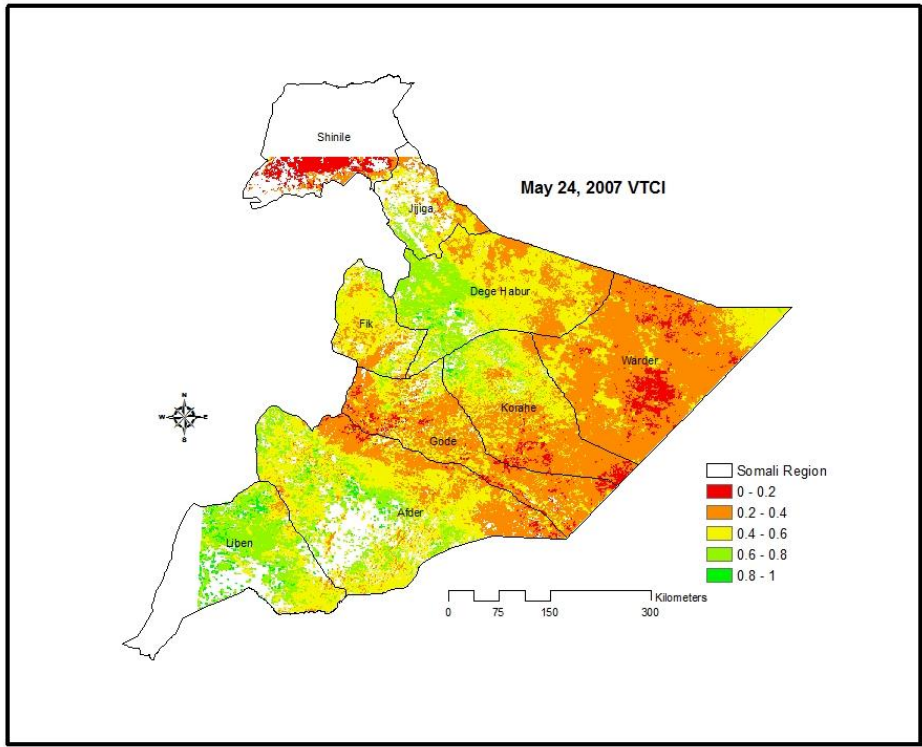 Shinile
May 24, 2007 VTCI
Jijiga
Dege Habur
Fik
Warder
Korahe
N
W E
S
Gode
Somali Region
0 - 0.2
0.2 - 0.4
Afder
0.4 - 0.6
Liben
0.6 - 0.8
0.8 - 1
Kilometers
0 75 150 300